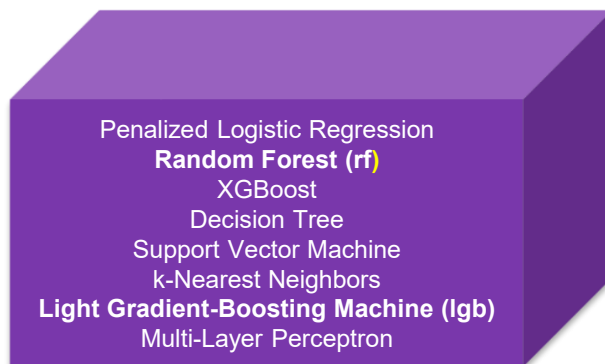 Penalized Logistic Regression
Random Forest (rf)
XGBoost
Decision Tree
Support Vector Machine
k-Nearest Neighbors
Light Gradient-Boosting Machine (lgb)
Multi-Layer Perceptron